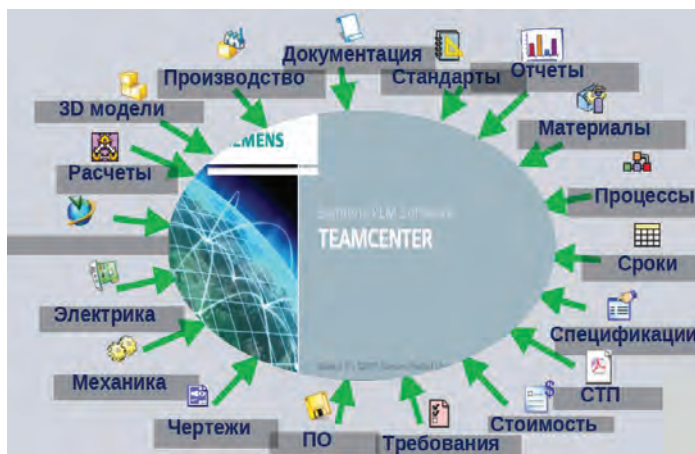 Документация
Производство
Стандарты
Отчеты
3D модели
Материалы
SIEMENS
Расчеты
Процессы
Siemens PLM Software
TEAMCENTER
Сроки
Электрика
Спецификации
Механика
СТП
Чертежи
ПО
Требования
Стоимость